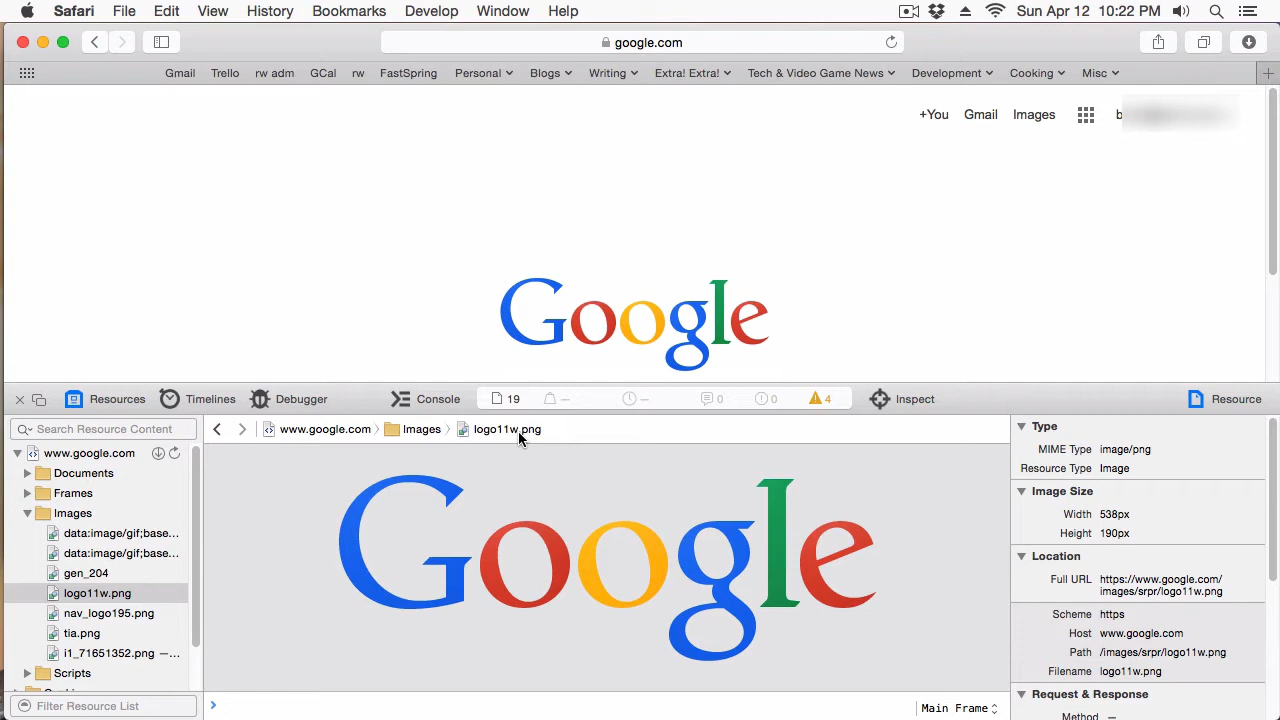 Safari File Edit View History Bookmarks Develop Window Help Sun Apr 12 10:22 PM
google.com
Gmail Trello rw adm GCal rw FastSpring Personal Blogs Writing Extra! Extra! Tech & Video Game News Development Cooking Misc
+You Gmail Images b
Google
Resources Timelines Debugger Console 19 — — 0 0 4 Inspect Resource
Search Resource Content
www.google.com
Documents
Frames
Images
data:image/gif;base...
data:image/gif;base...
gen_204
logo11w.png
nav_logo195.png
tia.png
i1_71651352.png —...
Scripts
Filter Resource List
www.google.com Images logo11w.png
Google
Main Frame
Type
MIME Type image/png
Resource Type Image
Image Size
Width 538px
Height 190px
Location
Full URL https://www.google.com/
images/srpr/logo11w.png
Scheme https
Host www.google.com
Path /images/srpr/logo11w.png
Filename logo11w.png
Request & Response
Method —